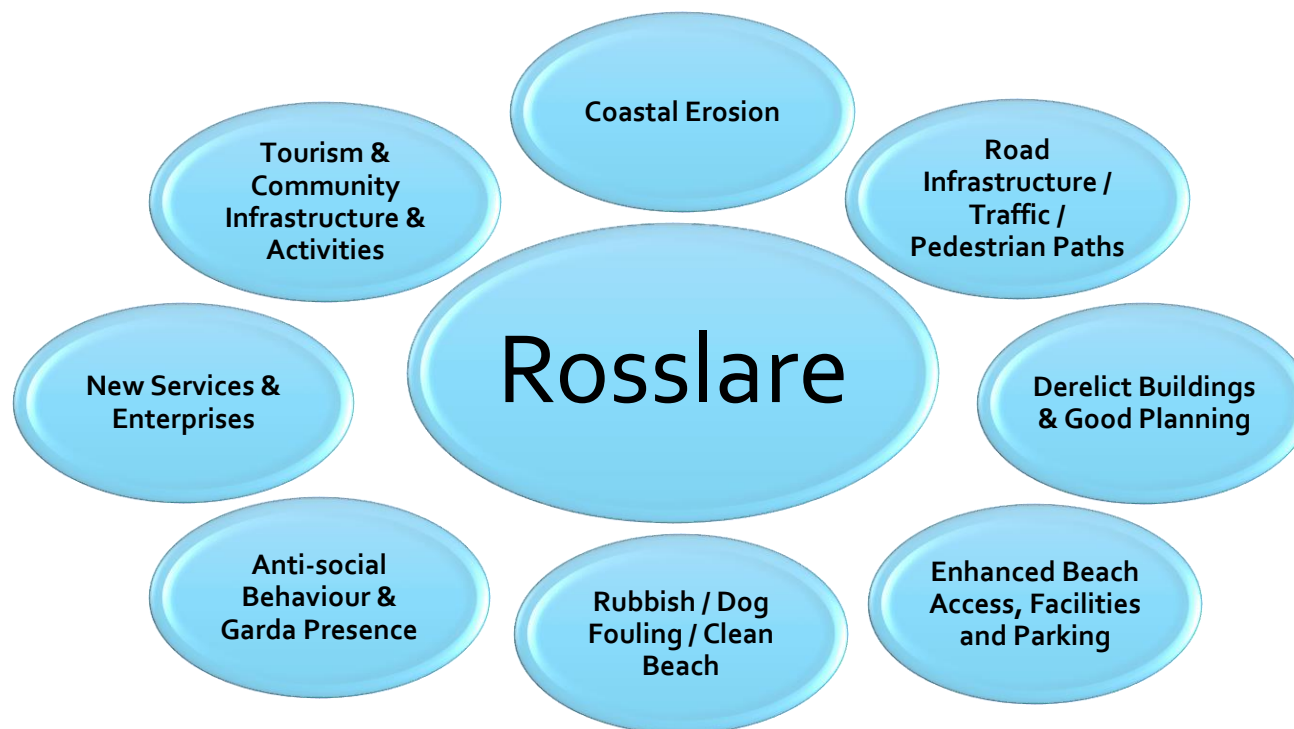 Coastal Erosion
Tourism &
Community
Infrastructure &
Activities
Road
Infrastructure /
Traffic /
Pedestrian Paths
Rosslare
New Services &
Enterprises
Derelict Buildings
& Good Planning
Anti-social
Behaviour &
Garda Presence
Rubbish / Dog
Fouling / Clean
Beach
Enhanced Beach
Access, Facilities
and Parking